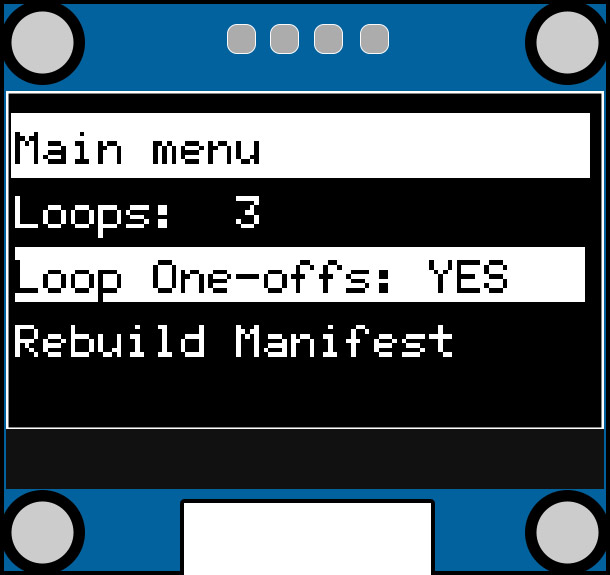 Main menu
Loops:  3
Loop One-offs: YES
Rebuild Manifest